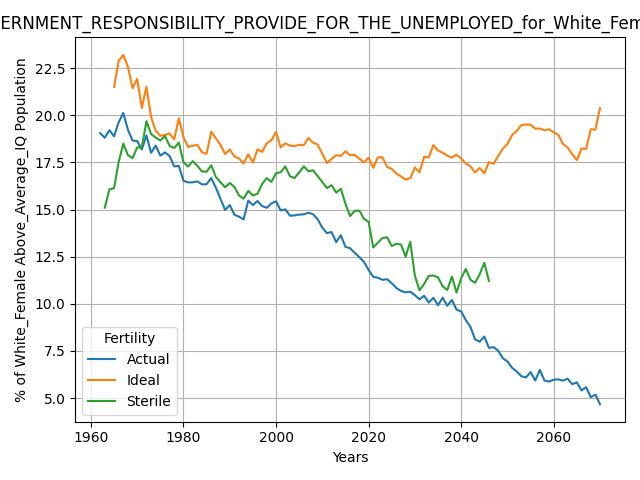 ERNMENT_RESPONSIBILITY_PROVIDE_FOR_THE_UNEMPLOYED_for_White_Fem
% of White_Female Above_Average_IQ Population
22.5
20.0
17.5
15.0
12.5
10.0
7.5
5.0
Fertility
Actual
Ideal
Sterile
1960 1980 2000 2020 2040 2060
Years